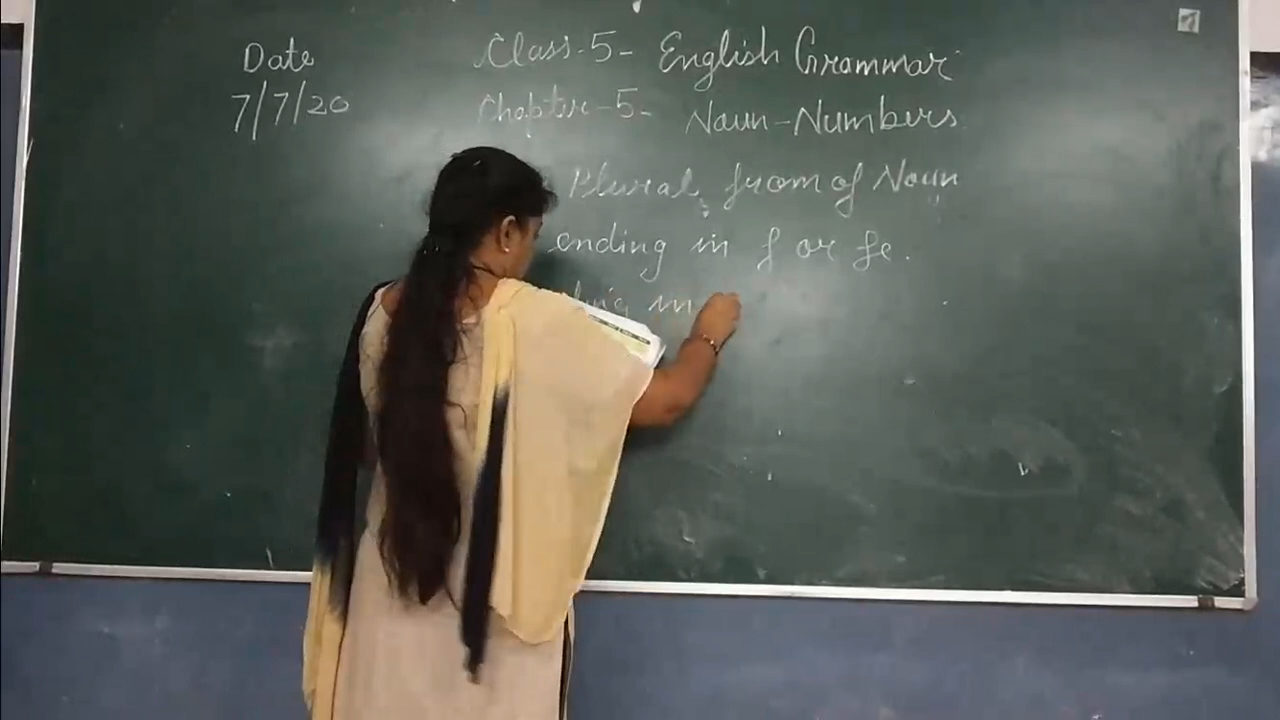 Date
7/7/20
Class-5- English Grammar
Chapter-5- Noun-Numbers
Plural from of Noun
ending in f or fe.
in